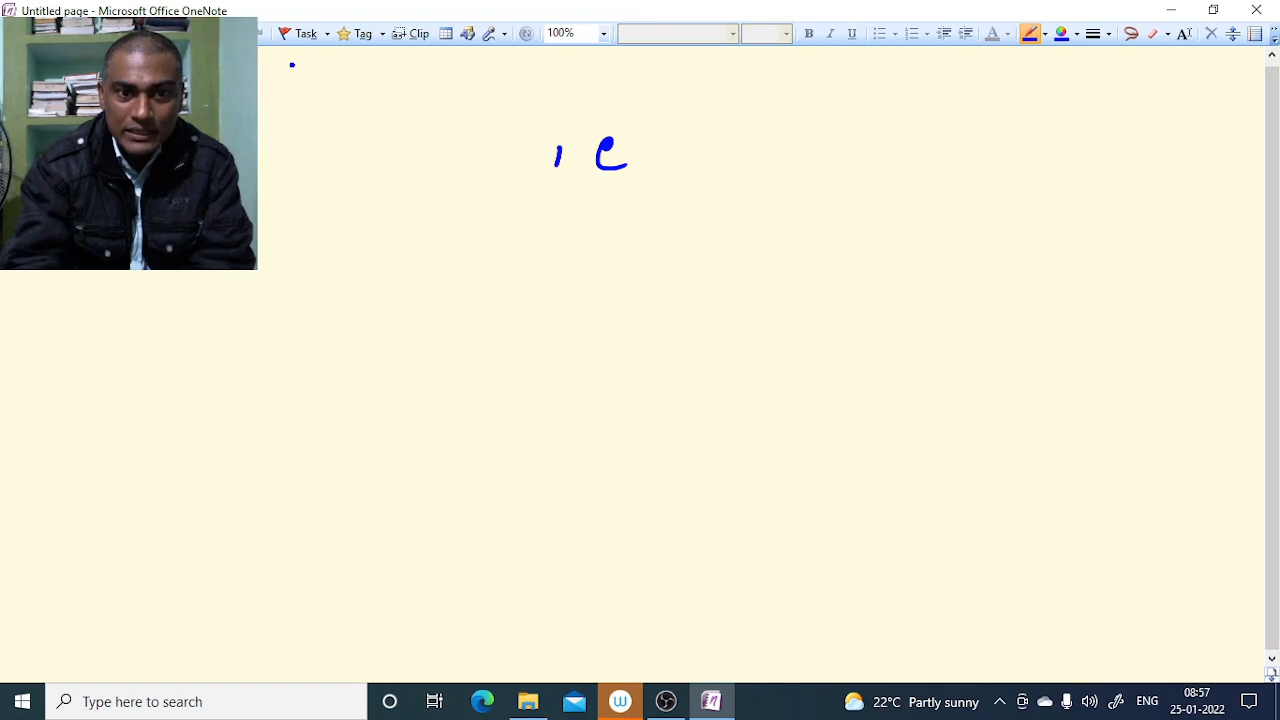 Untitled page - Microsoft Office OneNote
Task Tag Clip 100% B I U A
ı e
Type here to search
22°C Partly sunny ENG 08:57
25-01-2022